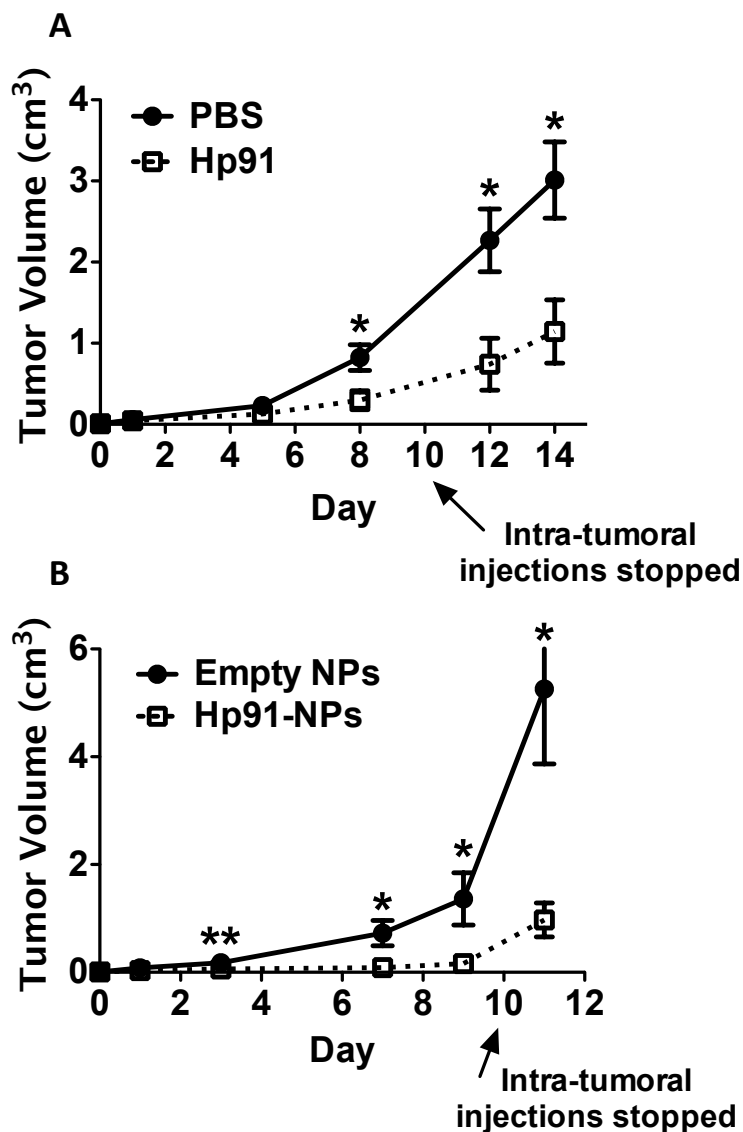 A
Tumor Volume (cm³)
PBS
Hp91
4
3
2
1
0
*
*
*
0 2 4 6 8 10 12 14
Day
Intra-tumoral
injections stopped
B
Tumor Volume (cm³)
Empty NPs
Hp91-NPs
6
4
2
0
**
*
*
*
0 2 4 6 8 10 12
Day
Intra-tumoral
injections stopped